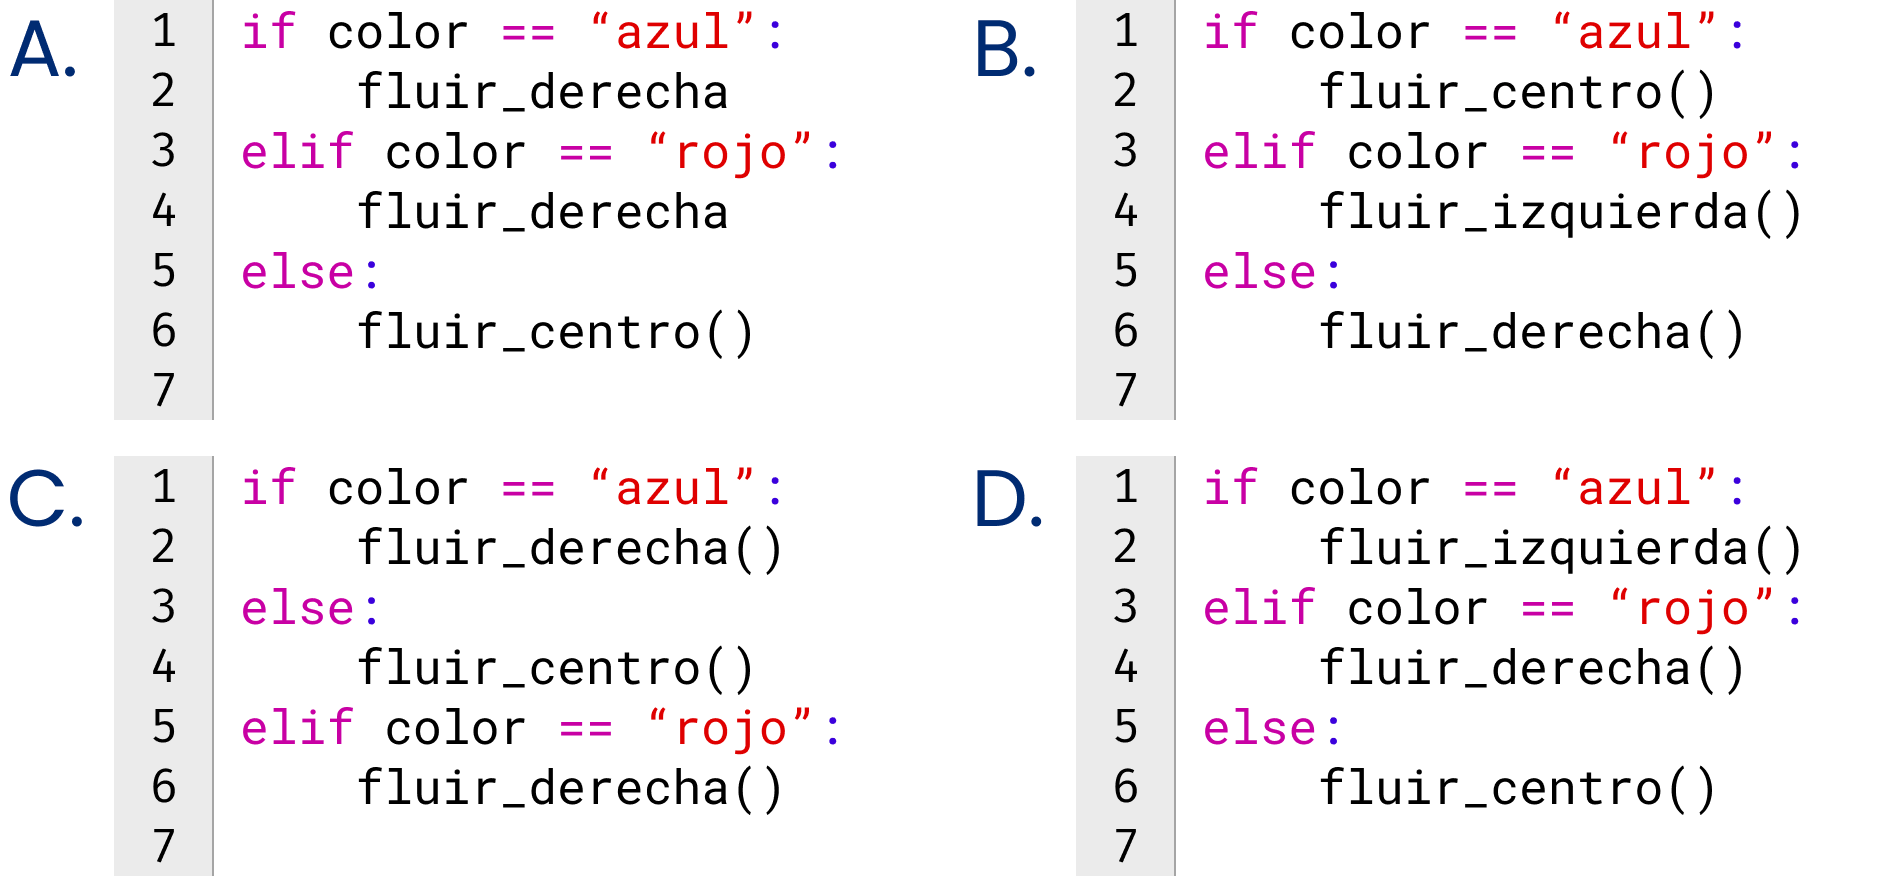 A.
1 if color == “azul”:
2     fluir_derecha
3 elif color == “rojo”:
4     fluir_derecha
5 else:
6     fluir_centro()
7
B.
1 if color == “azul”:
2     fluir_centro()
3 elif color == “rojo”:
4     fluir_izquierda()
5 else:
6     fluir_derecha()
7
C.
1 if color == “azul”:
2     fluir_derecha()
3 else:
4     fluir_centro()
5 elif color == “rojo”:
6     fluir_derecha()
7
D.
1 if color == “azul”:
2     fluir_izquierda()
3 elif color == “rojo”:
4     fluir_derecha()
5 else:
6     fluir_centro()
7